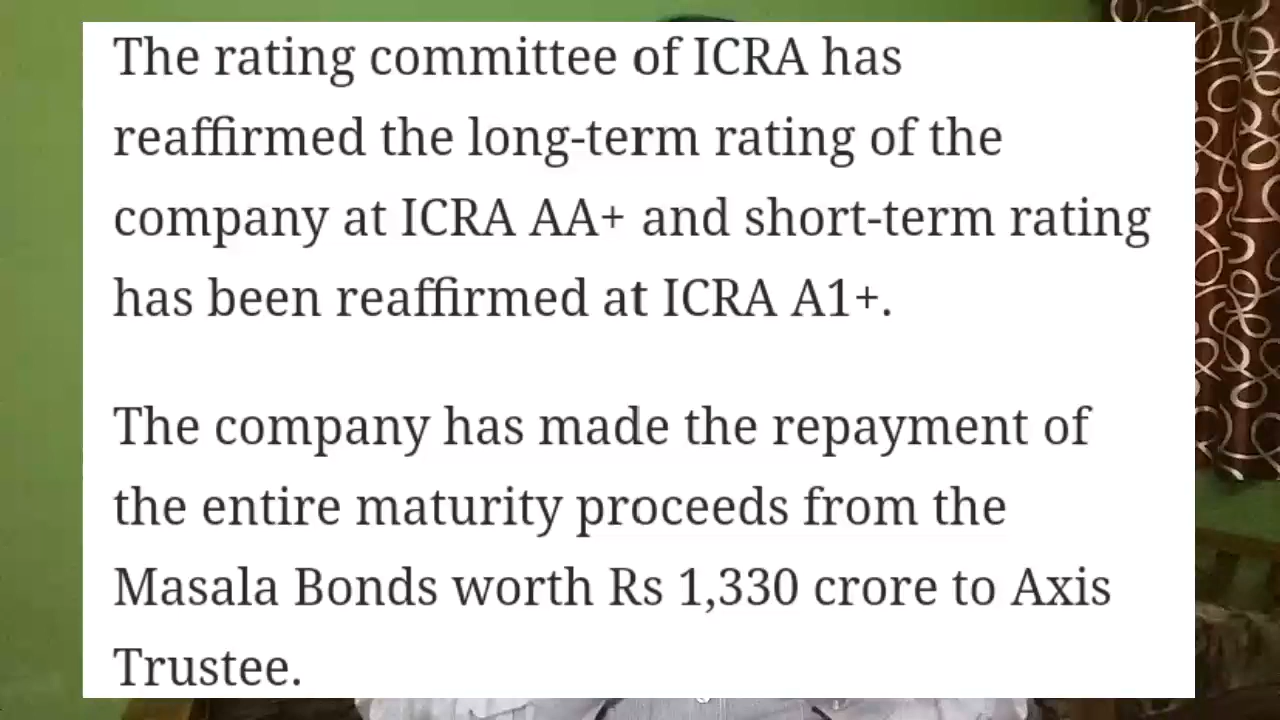 The rating committee of ICRA has
reaffirmed the long-term rating of the
company at ICRA AA+ and short-term rating
has been reaffirmed at ICRA A1+.
The company has made the repayment of
the entire maturity proceeds from the
Masala Bonds worth Rs 1,330 crore to Axis
Trustee.